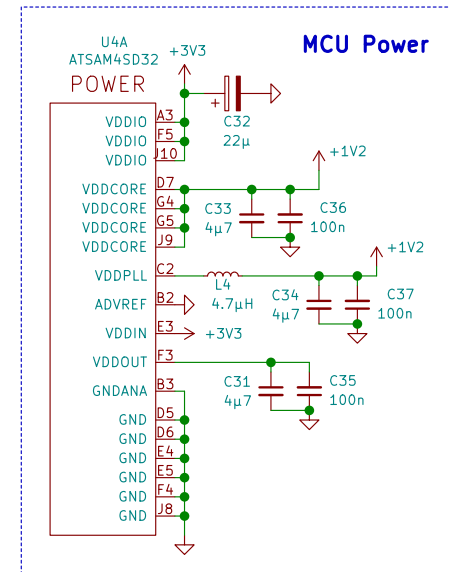 MCU Power
U4A
ATSAM4SD32
POWER
+3V3
+
C32
22µ
VDDIO A3
VDDIO F5
VDDIO J10
VDDCORE D7
VDDCORE G4
VDDCORE G5
VDDCORE J9
+1V2
C33
4µ7
C36
100n
VDDPLL C2
L4
4.7µH
+1V2
C34
4µ7
C37
100n
ADVREF B2
VDDIN E3
+3V3
VDDOUT F3
C31
4µ7
C35
100n
GNDANA B3
GND D5
GND D6
GND E4
GND E5
GND F4
GND J8